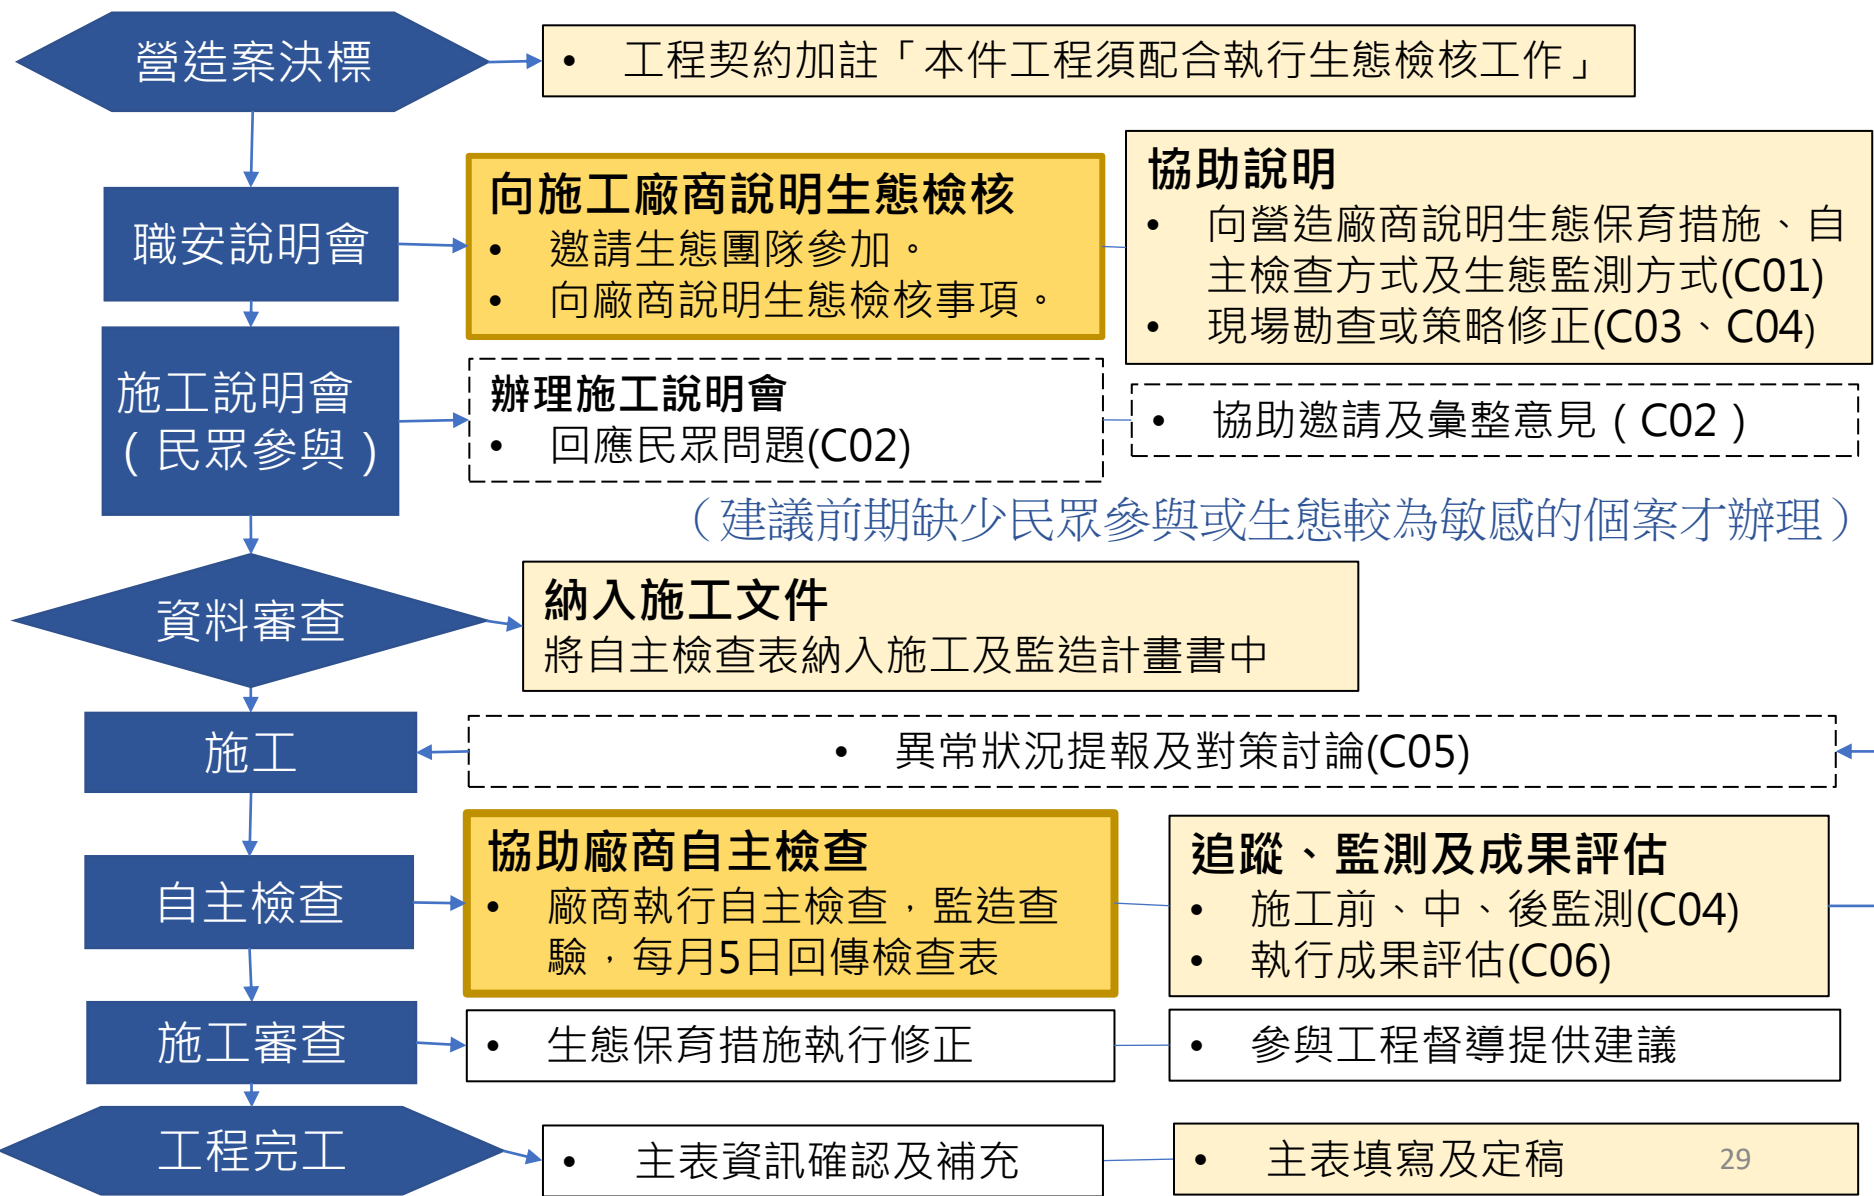 營造案決標
• 工程契約加註「本件工程須配合執行生態檢核工作」
職安說明會
向施工廠商說明生態檢核
• 邀請生態團隊參加。
• 向廠商說明生態檢核事項。
協助說明
• 向營造廠商說明生態保育措施、自
主檢查方式及生態監測方式(C01)
• 現場勘查或策略修正(C03、C04)
施工說明會
(民眾參與)
辦理施工說明會
• 回應民眾問題(C02)
• 協助邀請及彙整意見(C02)
(建議前期缺少民眾參與或生態較為敏感的個案才辦理)
資料審查
納入施工文件
將自主檢查表納入施工及監造計畫書中
施工
• 異常狀況提報及對策討論(C05)
自主檢查
協助廠商自主檢查
• 廠商執行自主檢查，監造查
驗，每月5日回傳檢查表
追蹤、監測及成果評估
• 施工前、中、後監測(C04)
• 執行成果評估(C06)
施工審查
• 生態保育措施執行修正
• 參與工程督導提供建議
工程完工
• 主表資訊確認及補充
• 主表填寫及定稿
29